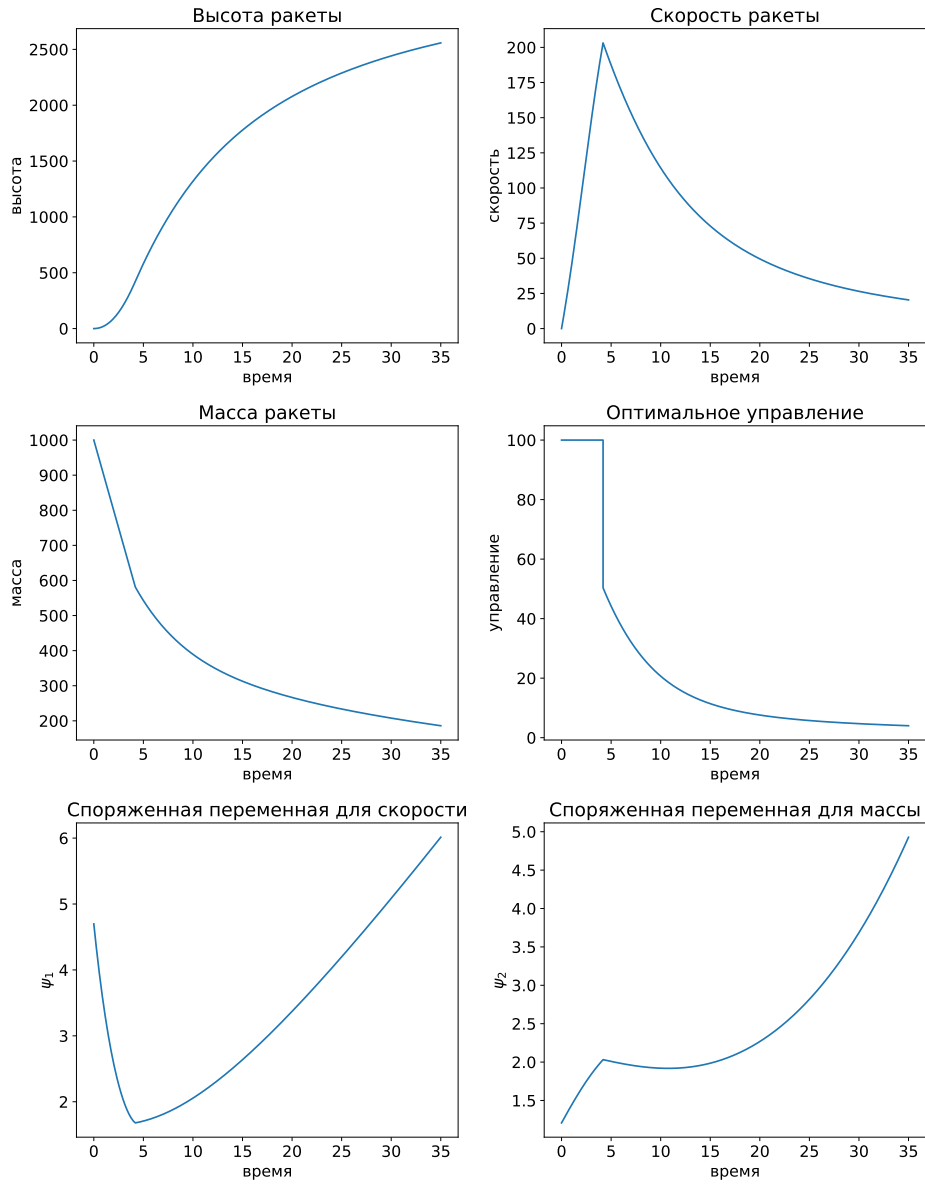 Высота ракеты
высота
2500
2000
1500
1000
500
0
0 5 10 15 20 25 30 35
время
Скорость ракеты
скорость
200
175
150
125
100
75
50
25
0
0 5 10 15 20 25 30 35
время
Масса ракеты
масса
1000
900
800
700
600
500
400
300
200
0 5 10 15 20 25 30 35
время
Оптимальное управление
управление
100
80
60
40
20
0
0 5 10 15 20 25 30 35
время
Споряженная переменная для скорости
ψ₁
6
5
4
3
2
0 5 10 15 20 25 30 35
время
Споряженная переменная для массы
ψ₂
5.0
4.5
4.0
3.5
3.0
2.5
2.0
1.5
0 5 10 15 20 25 30 35
время